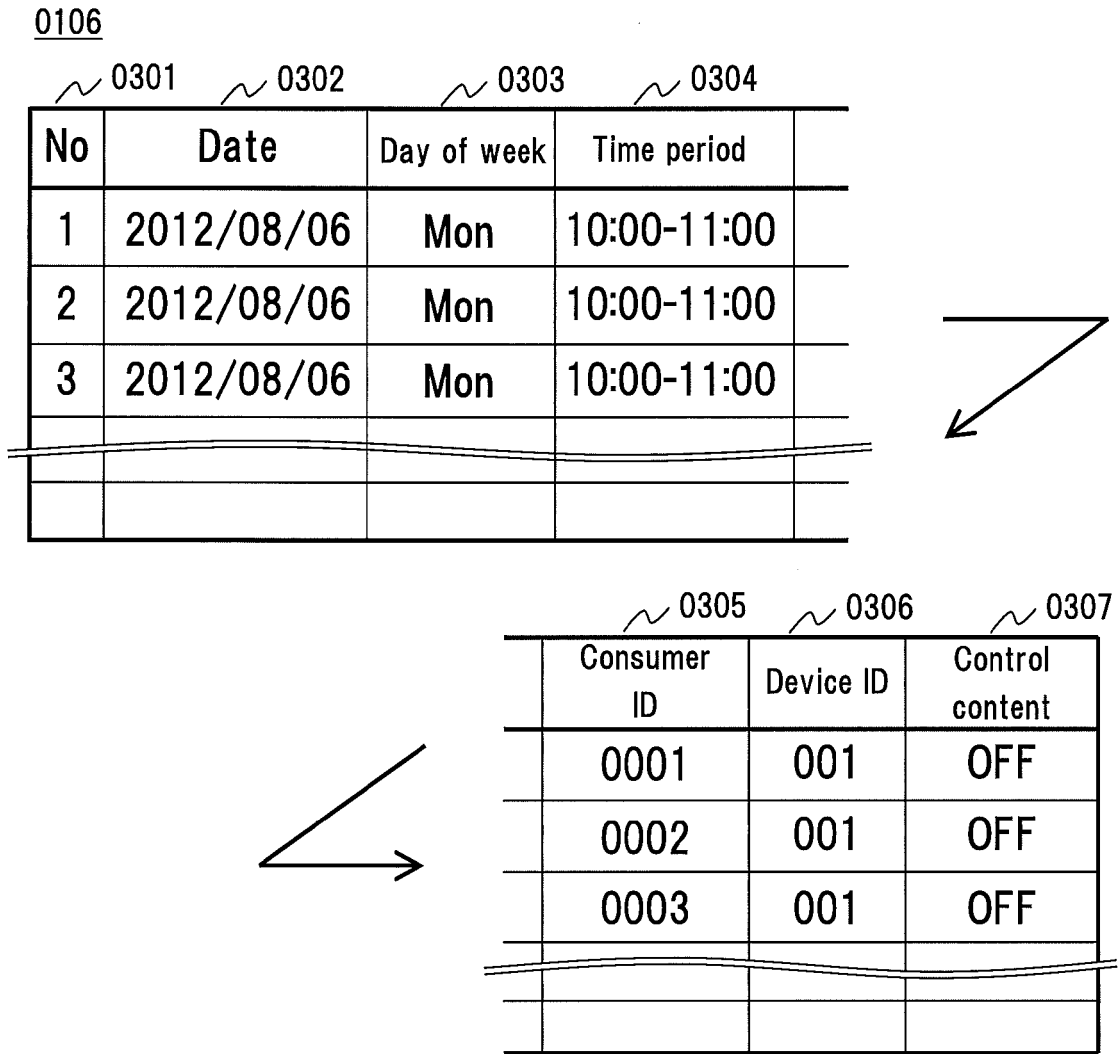 0106
0301 0302 0303 0304
No Date Day of week Time period
1 2012/08/06 Mon 10:00-11:00
2 2012/08/06 Mon 10:00-11:00
3 2012/08/06 Mon 10:00-11:00
0305 0306 0307
Consumer
ID
Device ID
Control
content
0001 001 OFF
0002 001 OFF
0003 001 OFF